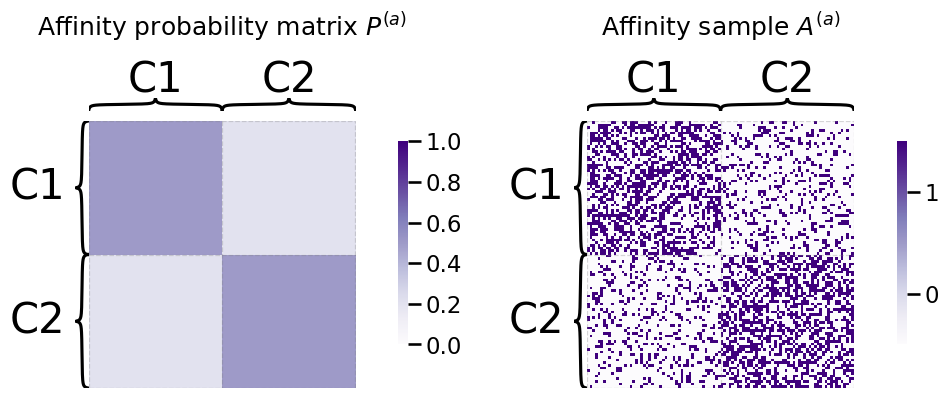 Affinity probability matrix P^(a)
C1 C2
C1
C2
1.0
0.8
0.6
0.4
0.2
0.0
Affinity sample A^(a)
C1 C2
C1
C2
1
0